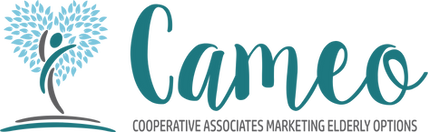 Cameo
COOPERATIVE ASSOCIATES MARKETING ELDERLY OPTIONS